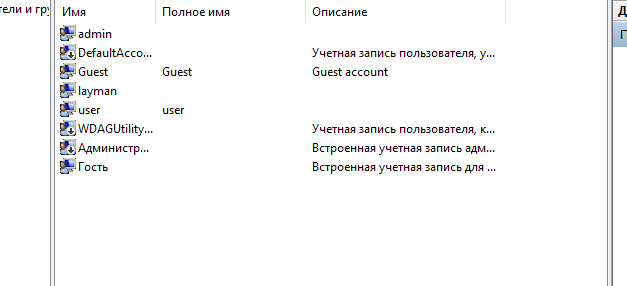 тели и гру
Имя Полное имя Описание
admin
DefaultAcco... Учетная запись пользователя, у...
Guest Guest Guest account
layman
user user
WDAGUtility... Учетная запись пользователя, к...
Администр... Встроенная учетная запись адм...
Гость Встроенная учетная запись для ...
Д
П